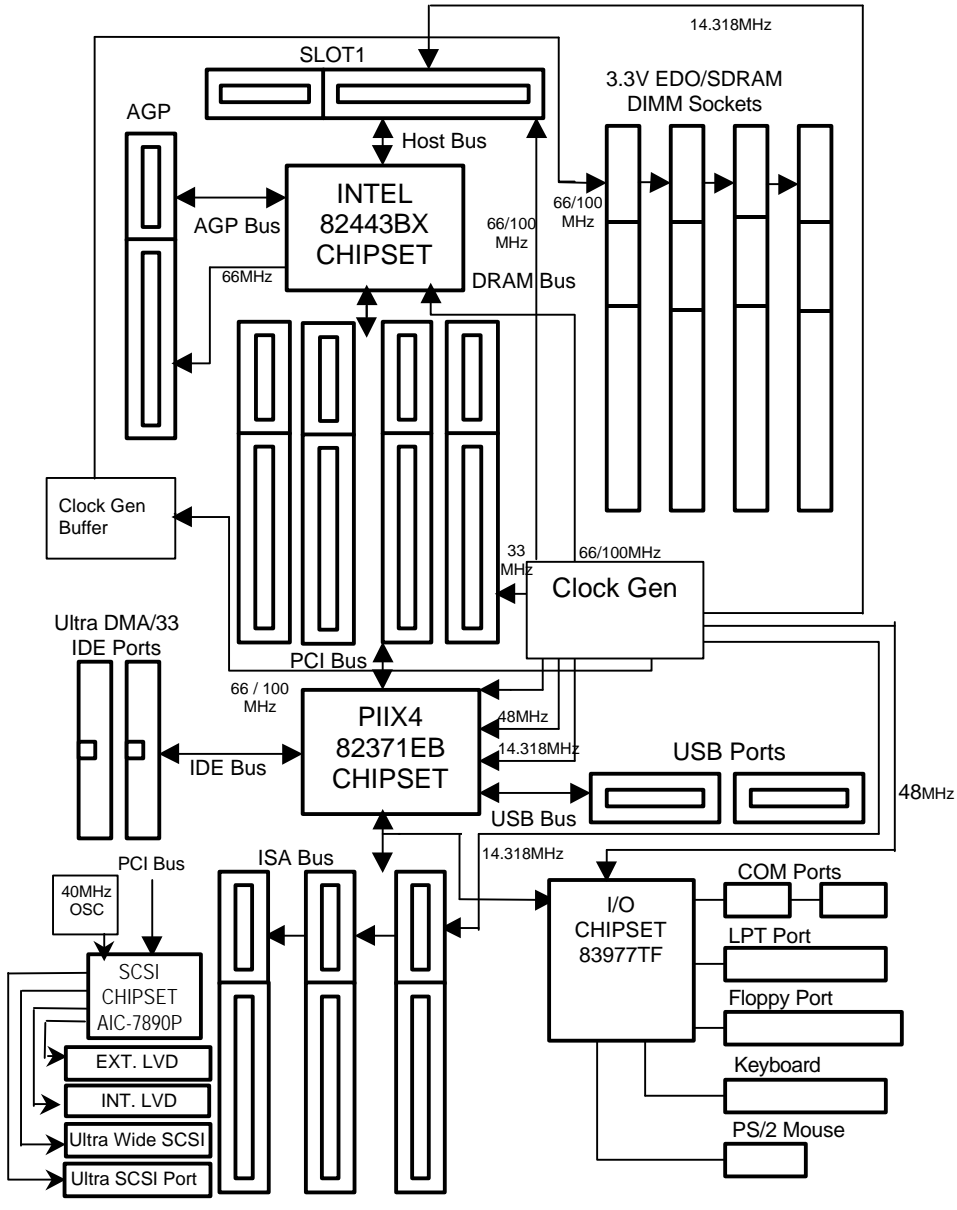 14.318MHz
SLOT1
3.3V EDO/SDRAM
DIMM Sockets
AGP
Host Bus
INTEL
82443BX
CHIPSET
AGP Bus
66/100
MHz
66/100
MHz
66MHz
DRAM Bus
Clock Gen
Buffer
33
MHz
66/100MHz
Clock Gen
Ultra DMA/33
IDE Ports
PCI Bus
66 / 100
MHz
PIIX4
82371EB
CHIPSET
48MHz
14.318MHz
IDE Bus
USB Ports
USB Bus
48MHz
PCI Bus
ISA Bus
14.318MHz
40MHz
OSC
COM Ports
I/O
CHIPSET
83977TF
LPT Port
SCSI
CHIPSET
AIC-7890P
Floppy Port
EXT. LVD
Keyboard
INT. LVD
PS/2 Mouse
Ultra Wide SCSI
Ultra SCSI Port